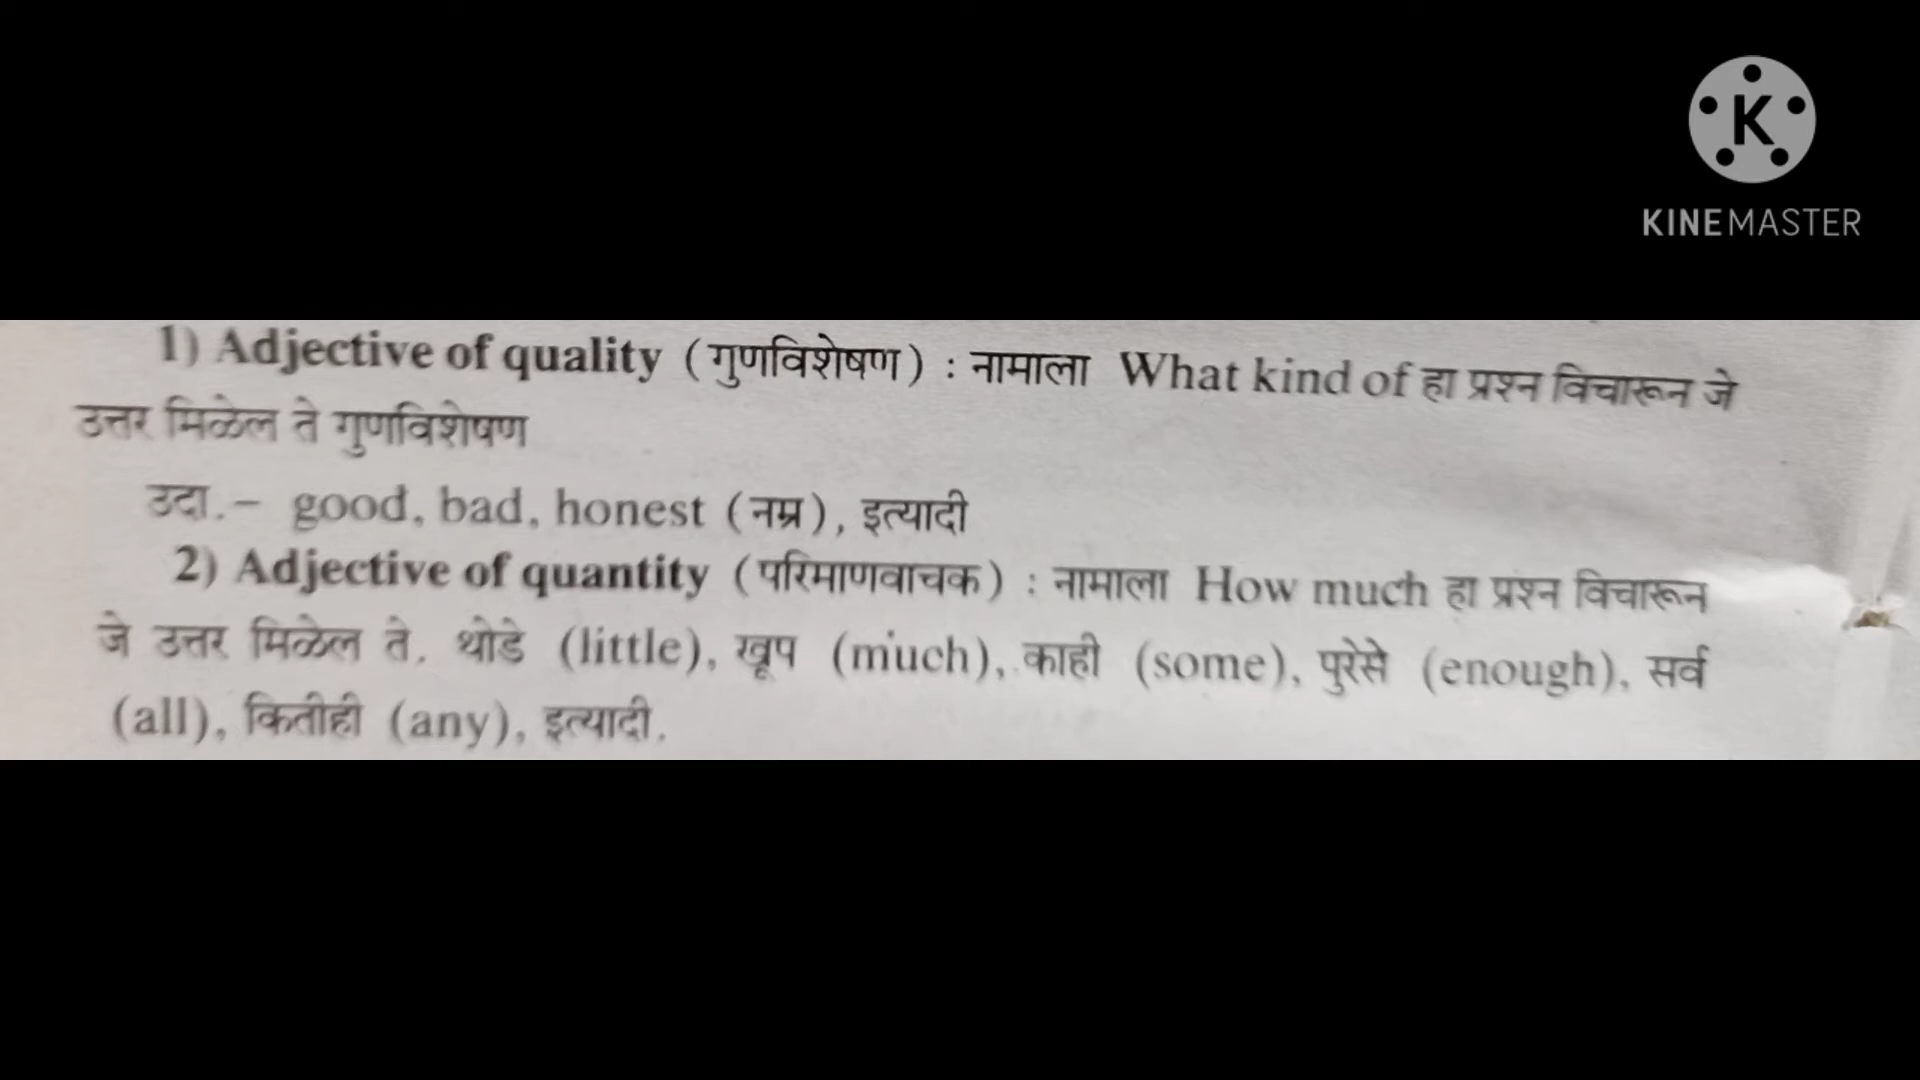 K
KINEMASTER
1) Adjective of quality (गुणविशेषण) : नामाला What kind of हा प्रश्न विचारून जे
उत्तर मिळेल ते गुणविशेषण
उदा.– good, bad, honest (नम्र), इत्यादी
2) Adjective of quantity (परिमाणवाचक) : नामाला How much हा प्रश्न विचारून
जे उत्तर मिळेल ते. थोडे (little), खूप (much), काही (some), पुरेसे (enough), सर्व
(all), कितीही (any), इत्यादी.